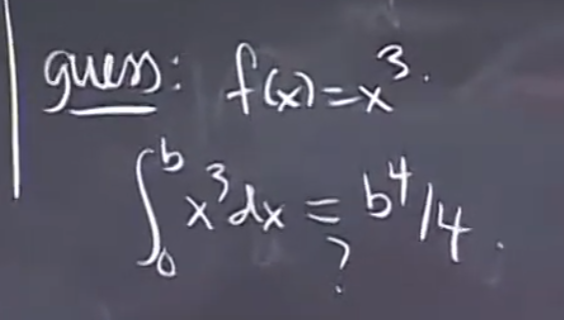 guess: f(x)=x³.
∫₀ᵇ x³dx = b⁴/4.
?